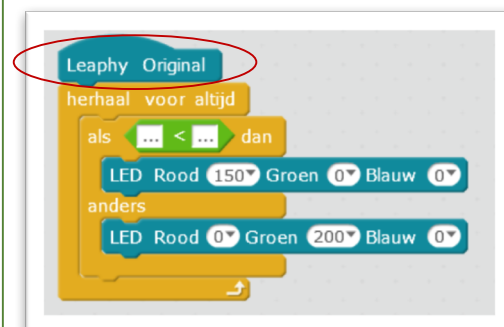 Leaphy Original
herhaal voor altijd
als ... < ... dan
LED Rood 150 Groen 0 Blauw 0
anders
LED Rood 0 Groen 200 Blauw 0